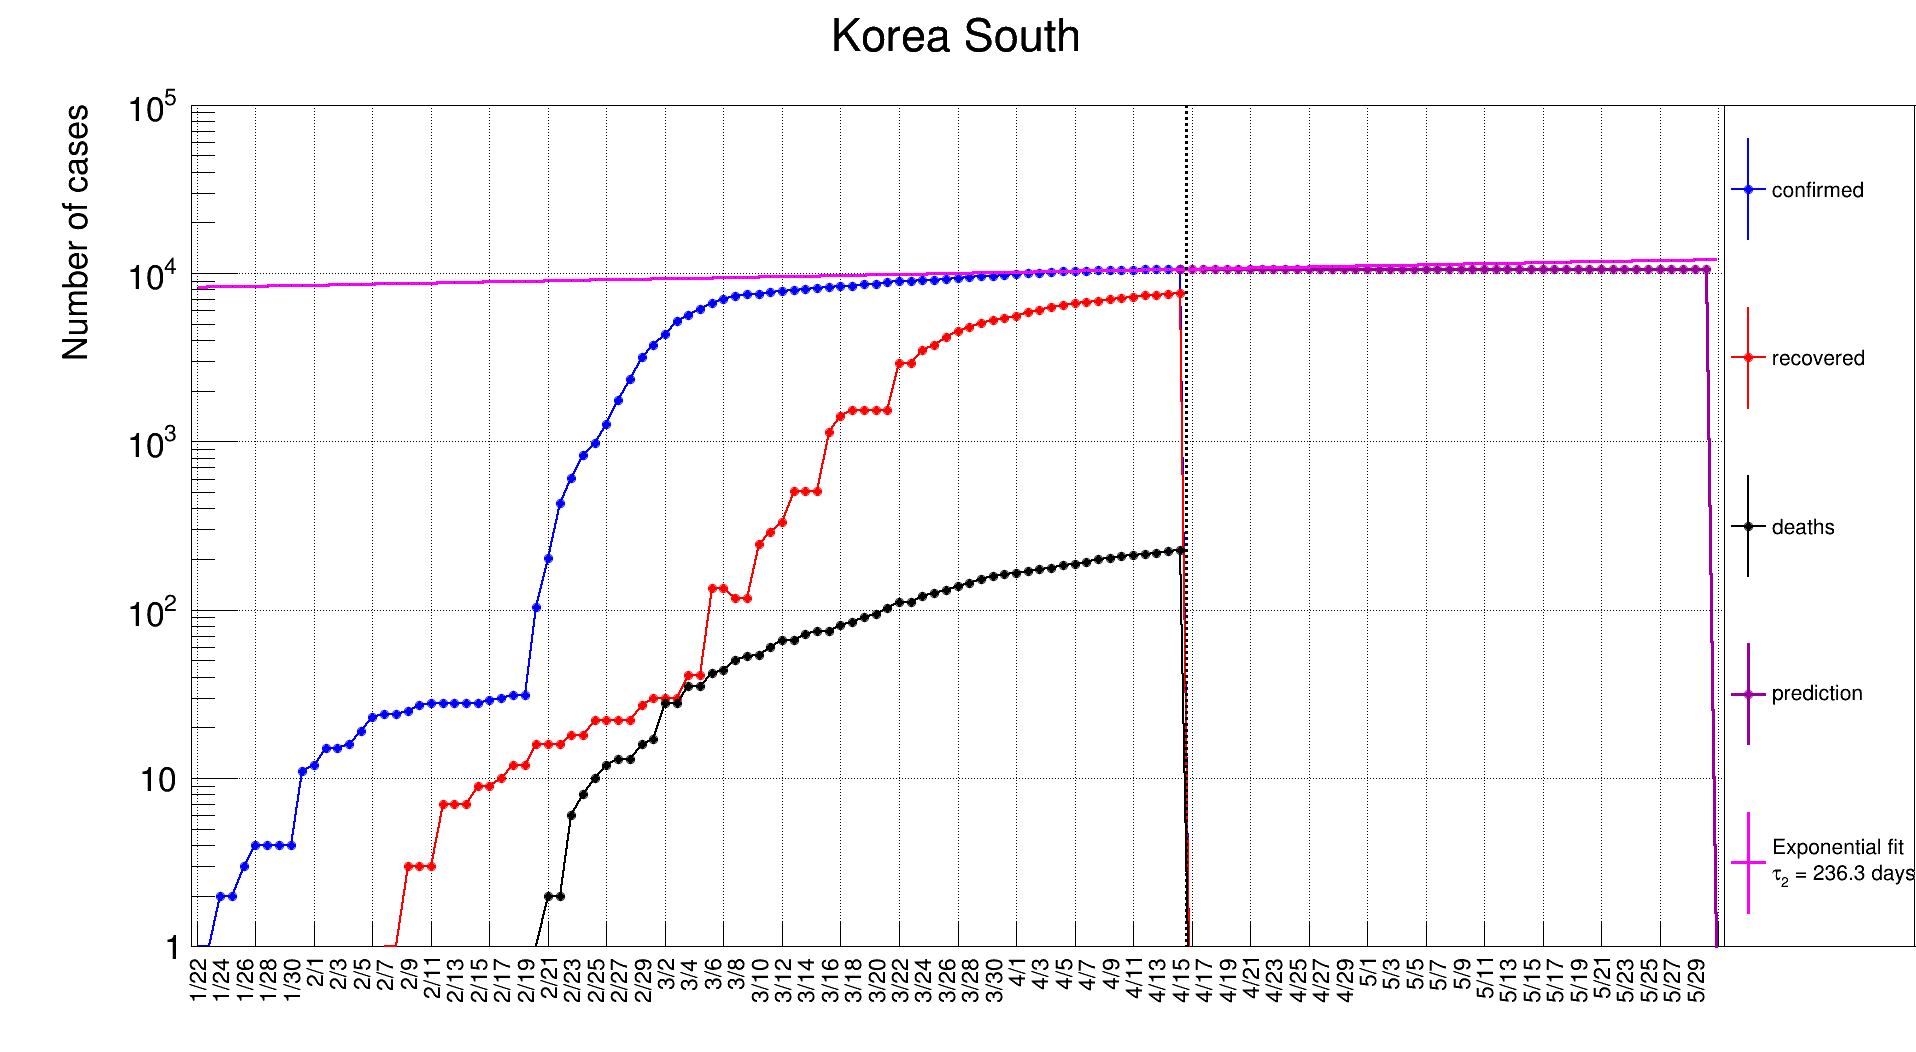 Korea South
Number of cases
10^5
10^4
10^3
10^2
10
1
1/22 1/24 1/26 1/28 1/30 2/1 2/3 2/5 2/7 2/9 2/11 2/13 2/15 2/17 2/19 2/21 2/23 2/25 2/27 2/29 3/2 3/4 3/6 3/8 3/10 3/12 3/14 3/16 3/18 3/20 3/22 3/24 3/26 3/28 3/30 4/1 4/3 4/5 4/7 4/9 4/11 4/13 4/15 4/17 4/19 4/21 4/23 4/25 4/27 4/29 5/1 5/3 5/5 5/7 5/9 5/11 5/13 5/15 5/17 5/19 5/21 5/23 5/25 5/27 5/29
confirmed
recovered
deaths
prediction
Exponential fit
τ₂ = 236.3 days